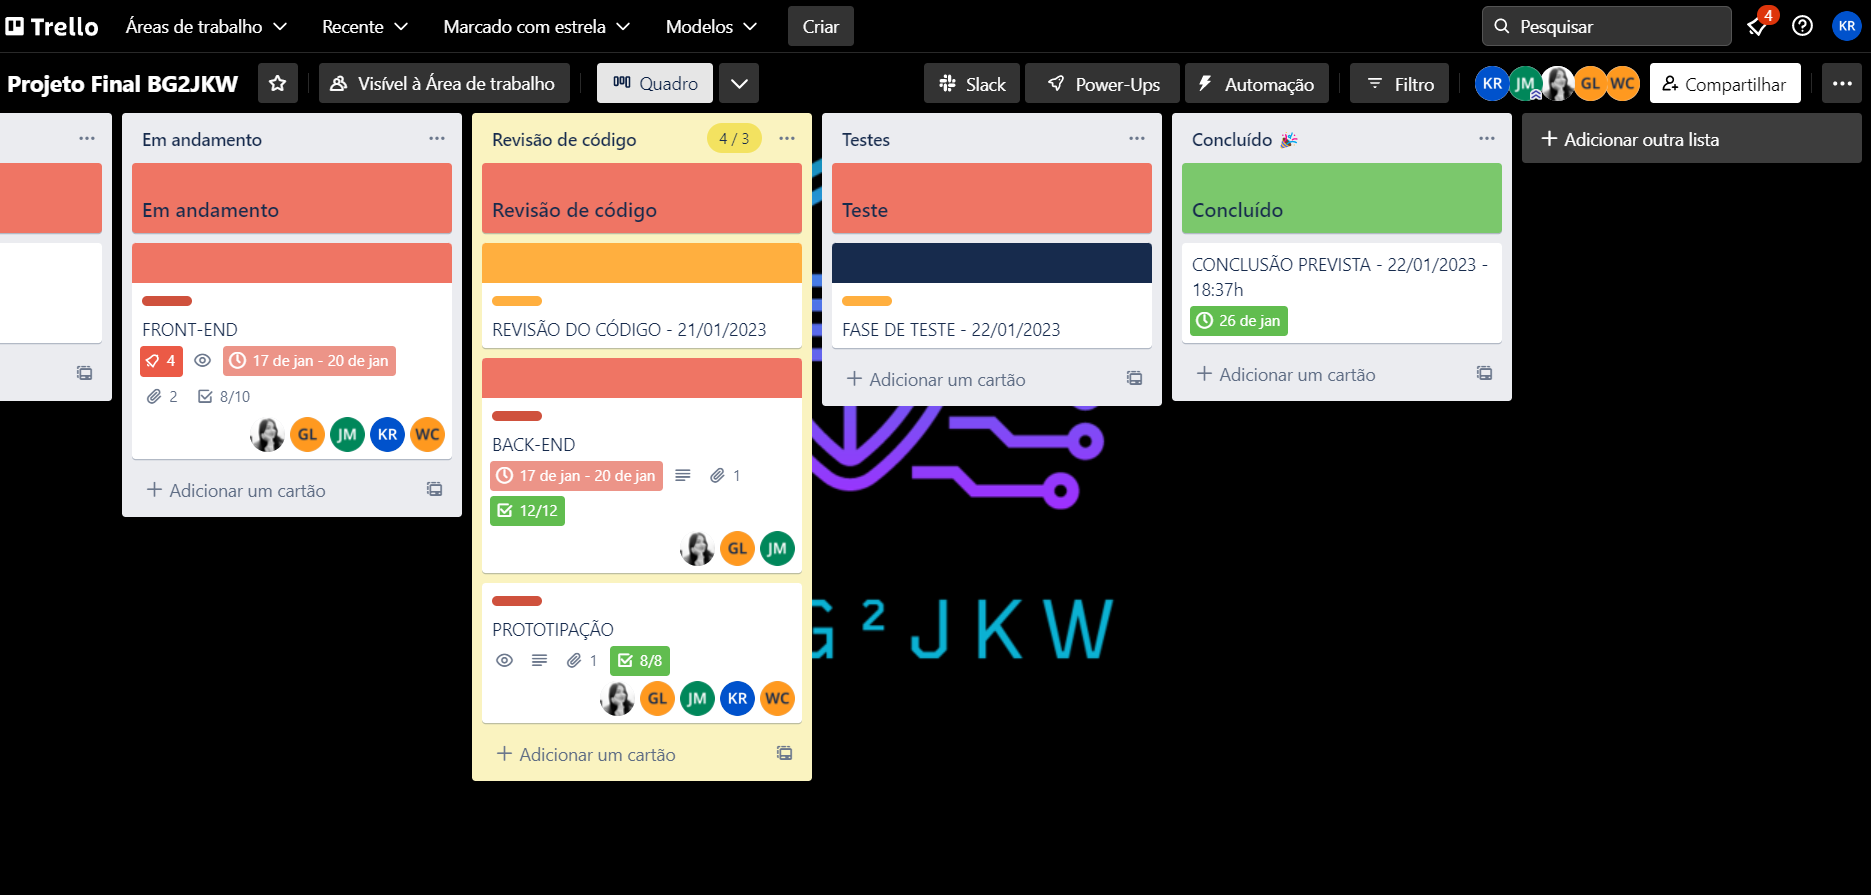 Trello
Áreas de trabalho
Recente
Marcado com estrela
Modelos
Criar
Pesquisar
4
KR
Projeto Final BG2JKW
Visível à Área de trabalho
Quadro
Slack
Power-Ups
Automação
Filtro
KR
JM
GL
WC
Compartilhar
Em andamento
Em andamento
FRONT-END
4
17 de jan - 20 de jan
2
8/10
GL
JM
KR
WC
+ Adicionar um cartão
Revisão de código
4 / 3
Revisão de código
REVISÃO DO CÓDIGO - 21/01/2023
BACK-END
17 de jan - 20 de jan
1
12/12
GL
JM
PROTOTIPAÇÃO
1
8/8
GL
JM
KR
WC
+ Adicionar um cartão
Testes
Teste
FASE DE TESTE - 22/01/2023
+ Adicionar um cartão
Concluído 🎉
Concluído
CONCLUSÃO PREVISTA - 22/01/2023 -
18:37h
26 de jan
+ Adicionar um cartão
+ Adicionar outra lista
G²JKW